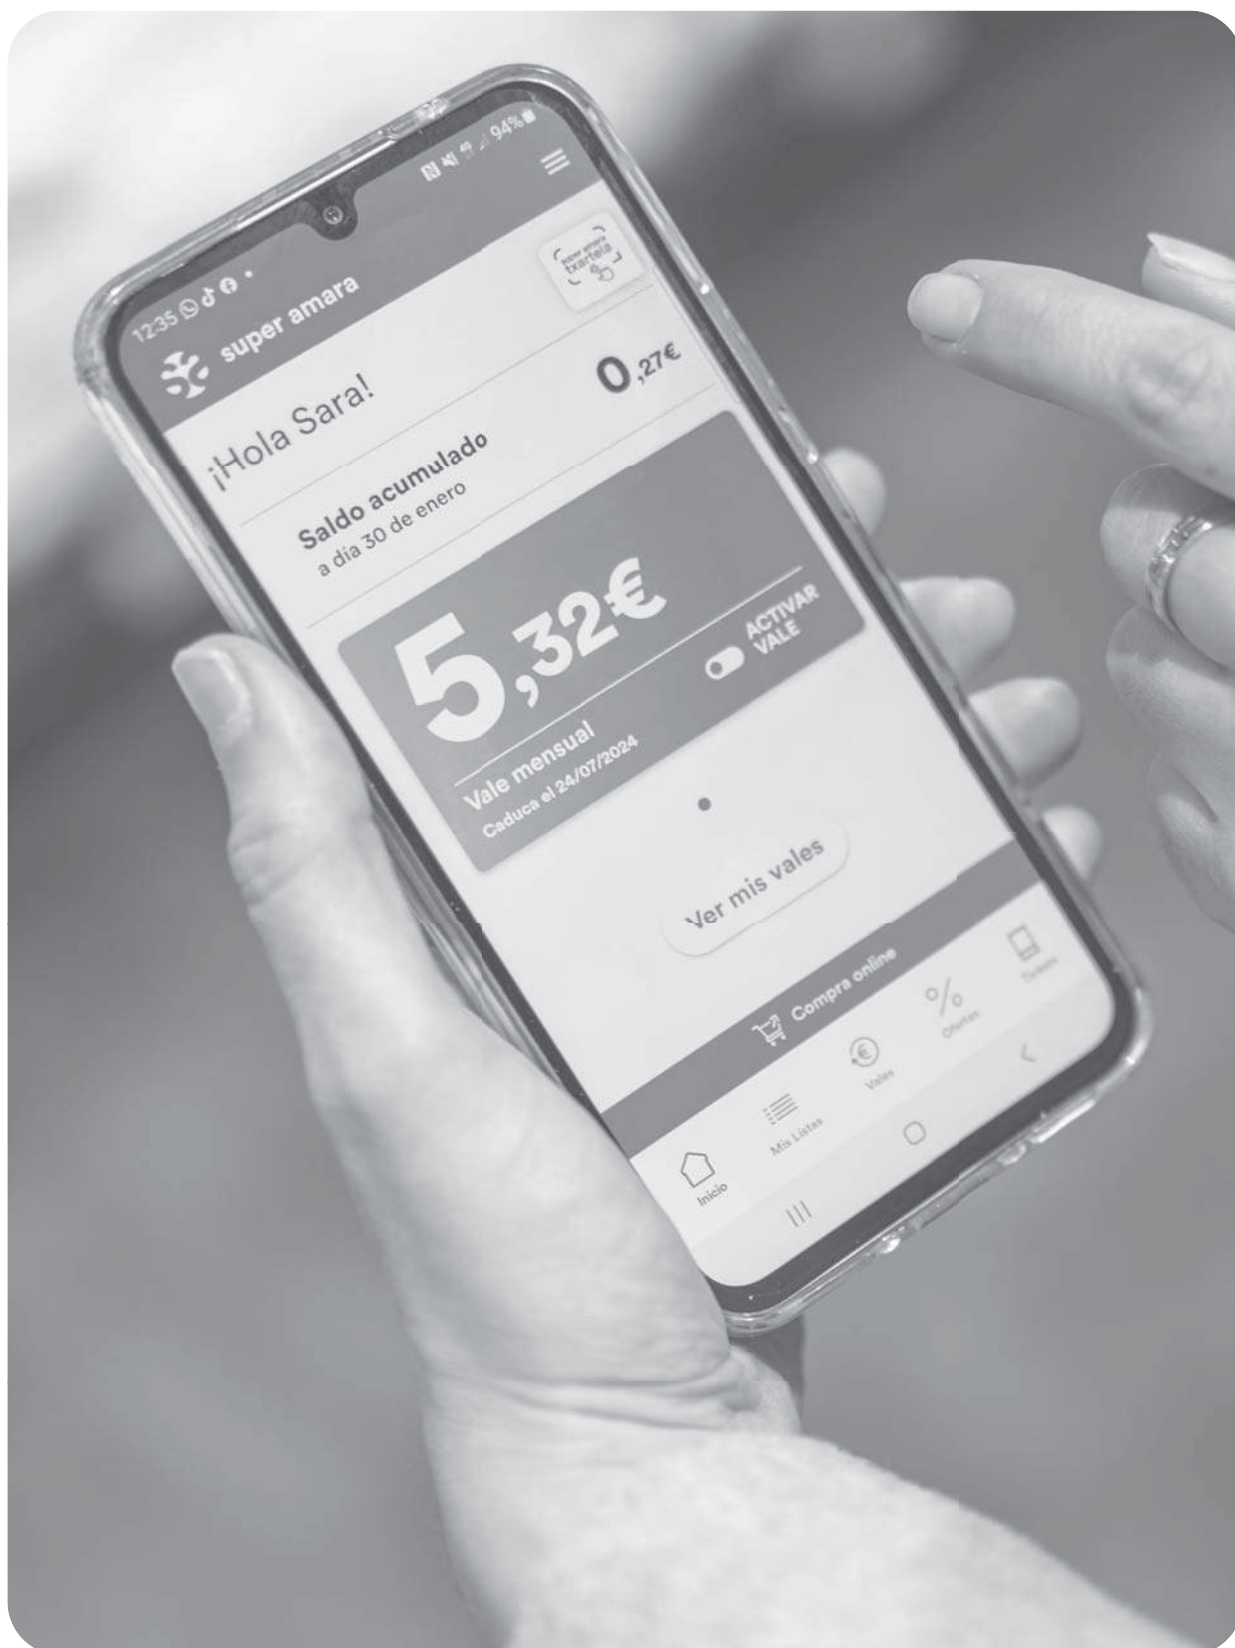 12:35
94%
super amara
¡Hola Sara!
super amara
txartela
Saldo acumulado
a día 30 de enero
0,27€
5,32€
Vale mensual
Caduca el 24/07/2024
ACTIVAR
VALE
Ver mis vales
Compra online
Inicio
Mis Listas
Vales
Ofertas